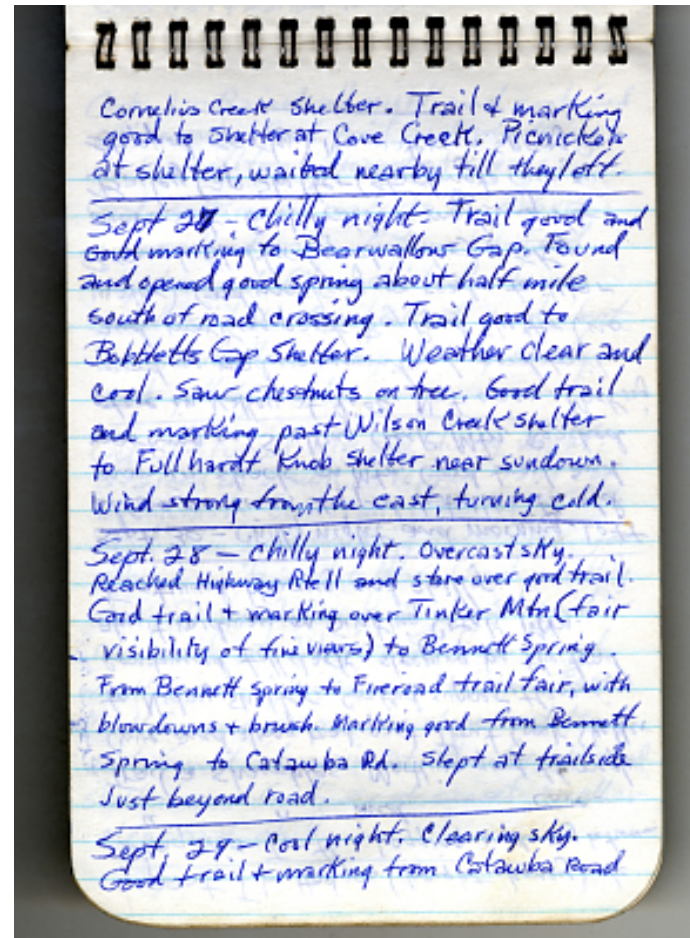 Cornelius Creek Shelter. Trail & marking
good to shelter at Cove Creek. Picnickers
at shelter, waited nearby till they left.
Sept 27 - Chilly night. Trail good and
good marking to Bearwallow Gap. Found
and opened good spring about half mile
south of road crossing. Trail good to
Bobbletts Gap Shelter. Weather clear and
cool. Saw chestnuts on tree. Good trail
and marking past Wilson Creek Shelter
to Fullhardt Knob Shelter near sundown.
Wind strong from the east, turning cold.
Sept. 28 - Chilly night. Overcast sky.
Reached Highway Rte 11 and store over good trail.
Good trail + marking over Tinker Mtn (fair
visibility of fine views) to Bennett Spring.
From Bennett Spring to Fireroad trail fair, with
blowdowns + brush. Marking good from Bennett
Spring to Catawba Rd. Slept at trailside
Just beyond road.
Sept. 29 - Cool night. Clearing sky.
Good trail + marking from Catawba Road